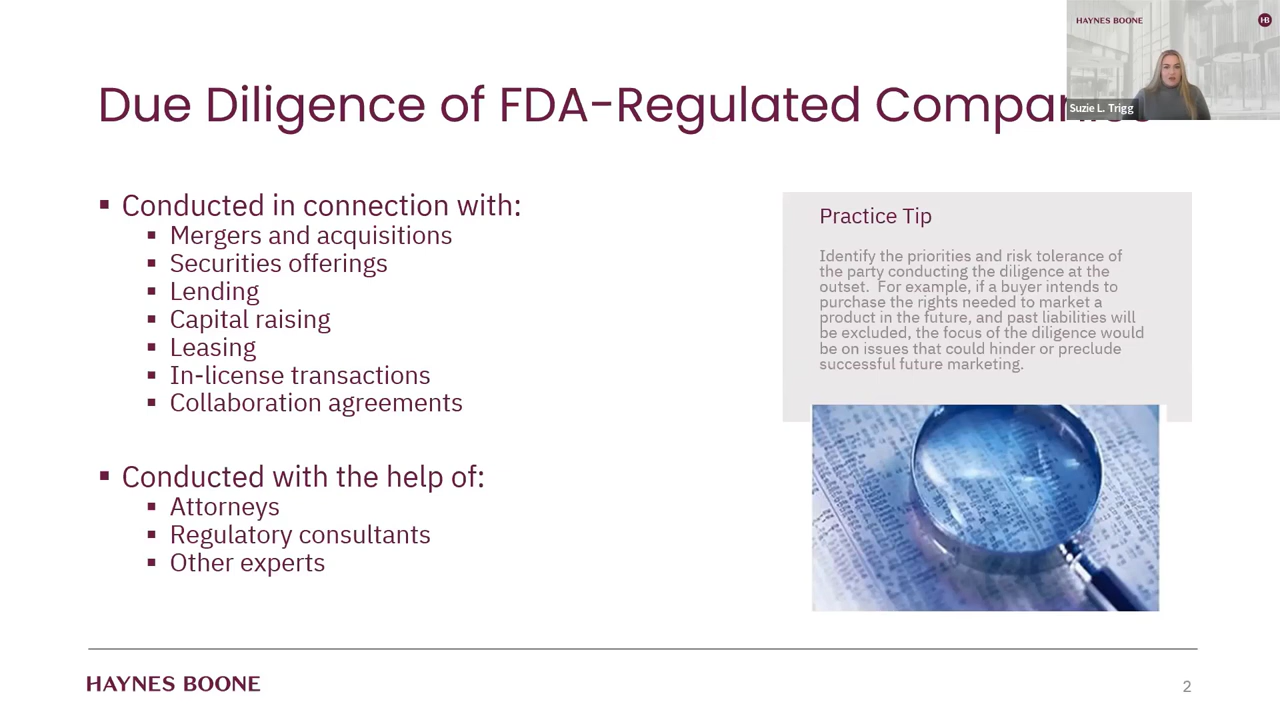 HAYNES BOONE
HB
Suzie L. Trigg
Due Diligence of FDA-Regulated
▪ Conducted in connection with:
▪ Mergers and acquisitions
▪ Securities offerings
▪ Lending
▪ Capital raising
▪ Leasing
▪ In-license transactions
▪ Collaboration agreements
▪ Conducted with the help of:
▪ Attorneys
▪ Regulatory consultants
▪ Other experts
Practice Tip
Identify the priorities and risk tolerance of
the party conducting the diligence at the
outset.  For example, if a buyer intends to
purchase the rights needed to market a
product in the future, and past liabilities will
be excluded, the focus of the diligence would
be on issues that could hinder or preclude
successful future marketing.
HAYNES BOONE
2